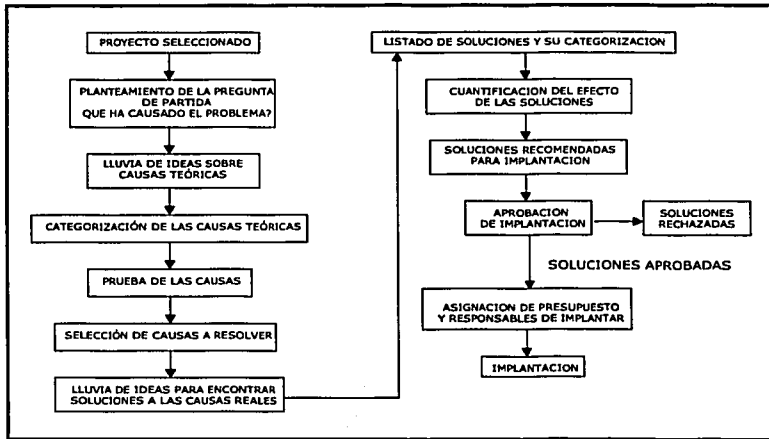 PROYECTO SELECCIONADO
PLANTEAMIENTO DE LA PREGUNTA
DE PARTIDA
QUE HA CAUSADO EL PROBLEMA?
LLUVIA DE IDEAS SOBRE
CAUSAS TEÓRICAS
CATEGORIZACIÓN DE LAS CAUSAS TEÓRICAS
PRUEBA DE LAS CAUSAS
SELECCIÓN DE CAUSAS A RESOLVER
LLUVIA DE IDEAS PARA ENCONTRAR
SOLUCIONES A LAS CAUSAS REALES
LISTADO DE SOLUCIONES Y SU CATEGORIZACION
CUANTIFICACION DEL EFECTO
DE LAS SOLUCIONES
SOLUCIONES RECOMENDADAS
PARA IMPLANTACION
APROBACION
DE IMPLANTACION
SOLUCIONES
RECHAZADAS
SOLUCIONES APROBADAS
ASIGNACION DE PRESUPUESTO
Y RESPONSABLES DE IMPLANTAR
IMPLANTACION